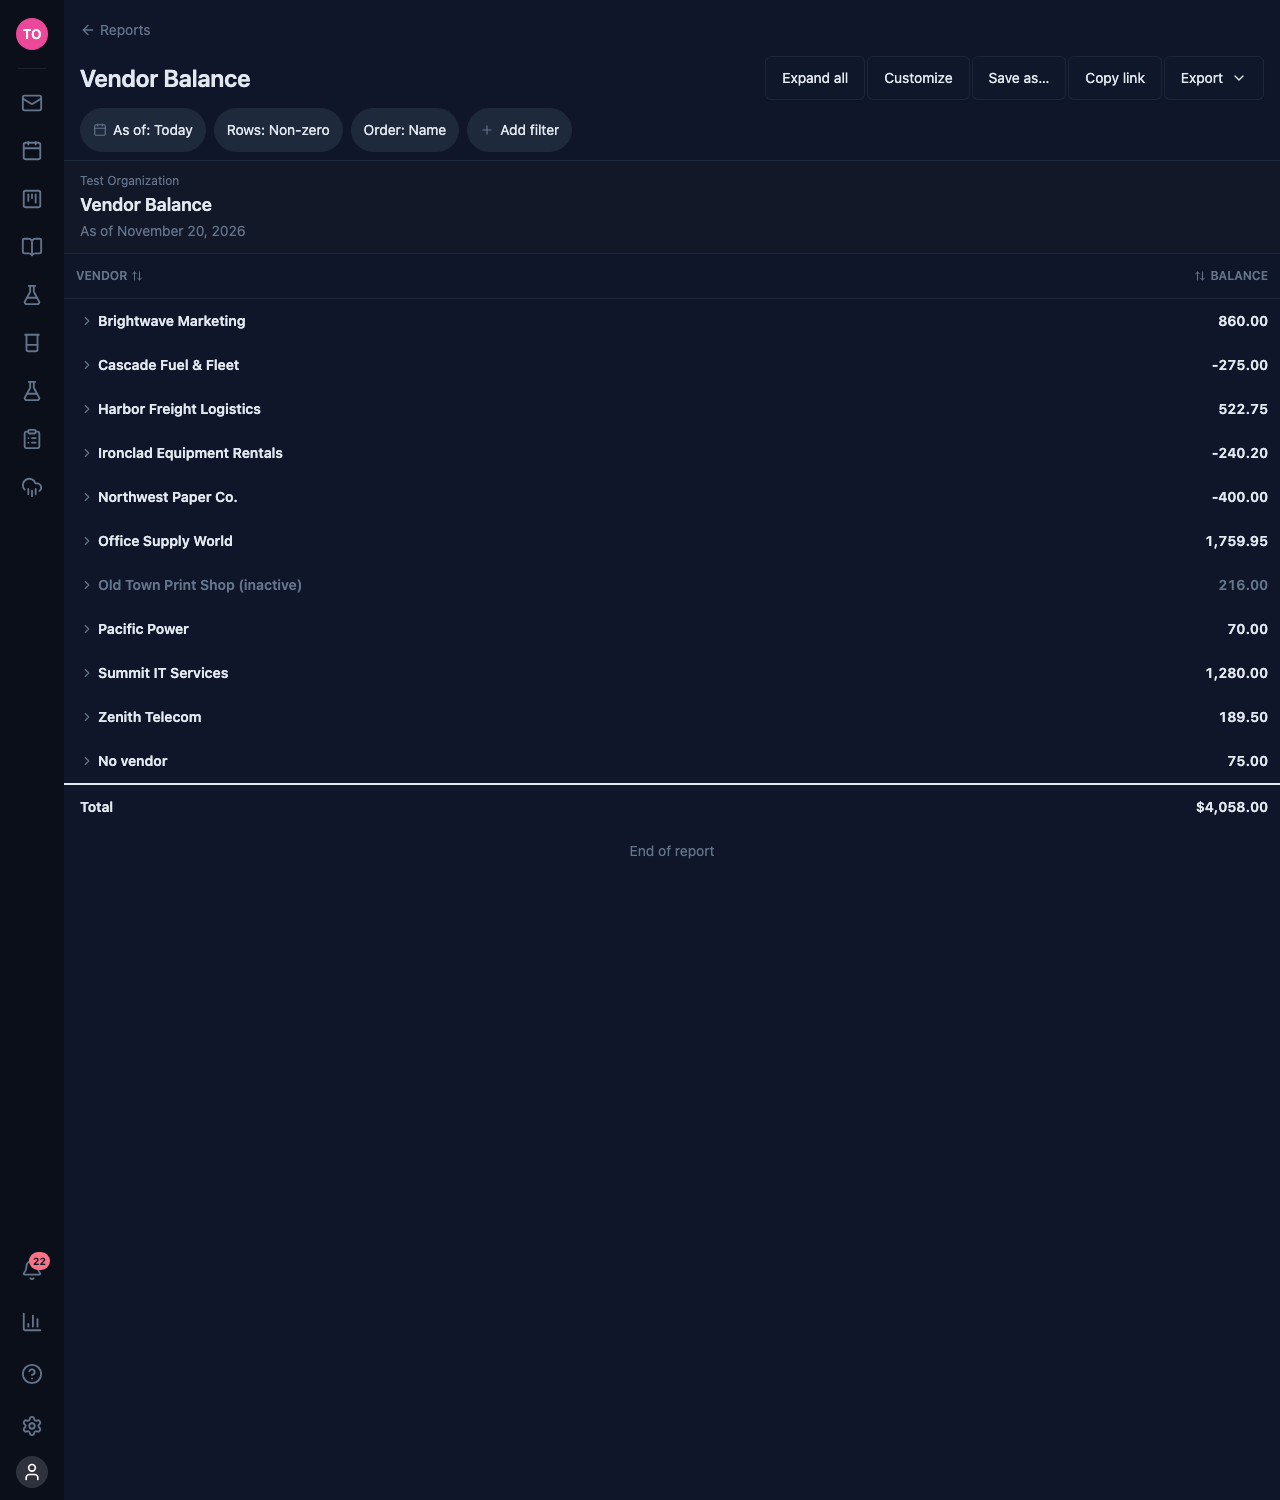 TO
Reports
Vendor Balance
Expand all
Customize
Save as...
Copy link
Export
As of: Today
Rows: Non-zero
Order: Name
Add filter
Test Organization
Vendor Balance
As of November 20, 2026
VENDOR
BALANCE
Brightwave Marketing 860.00
Cascade Fuel & Fleet -275.00
Harbor Freight Logistics 522.75
Ironclad Equipment Rentals -240.20
Northwest Paper Co. -400.00
Office Supply World 1,759.95
Old Town Print Shop (inactive) 216.00
Pacific Power 70.00
Summit IT Services 1,280.00
Zenith Telecom 189.50
No vendor 75.00
Total $4,058.00
End of report
22